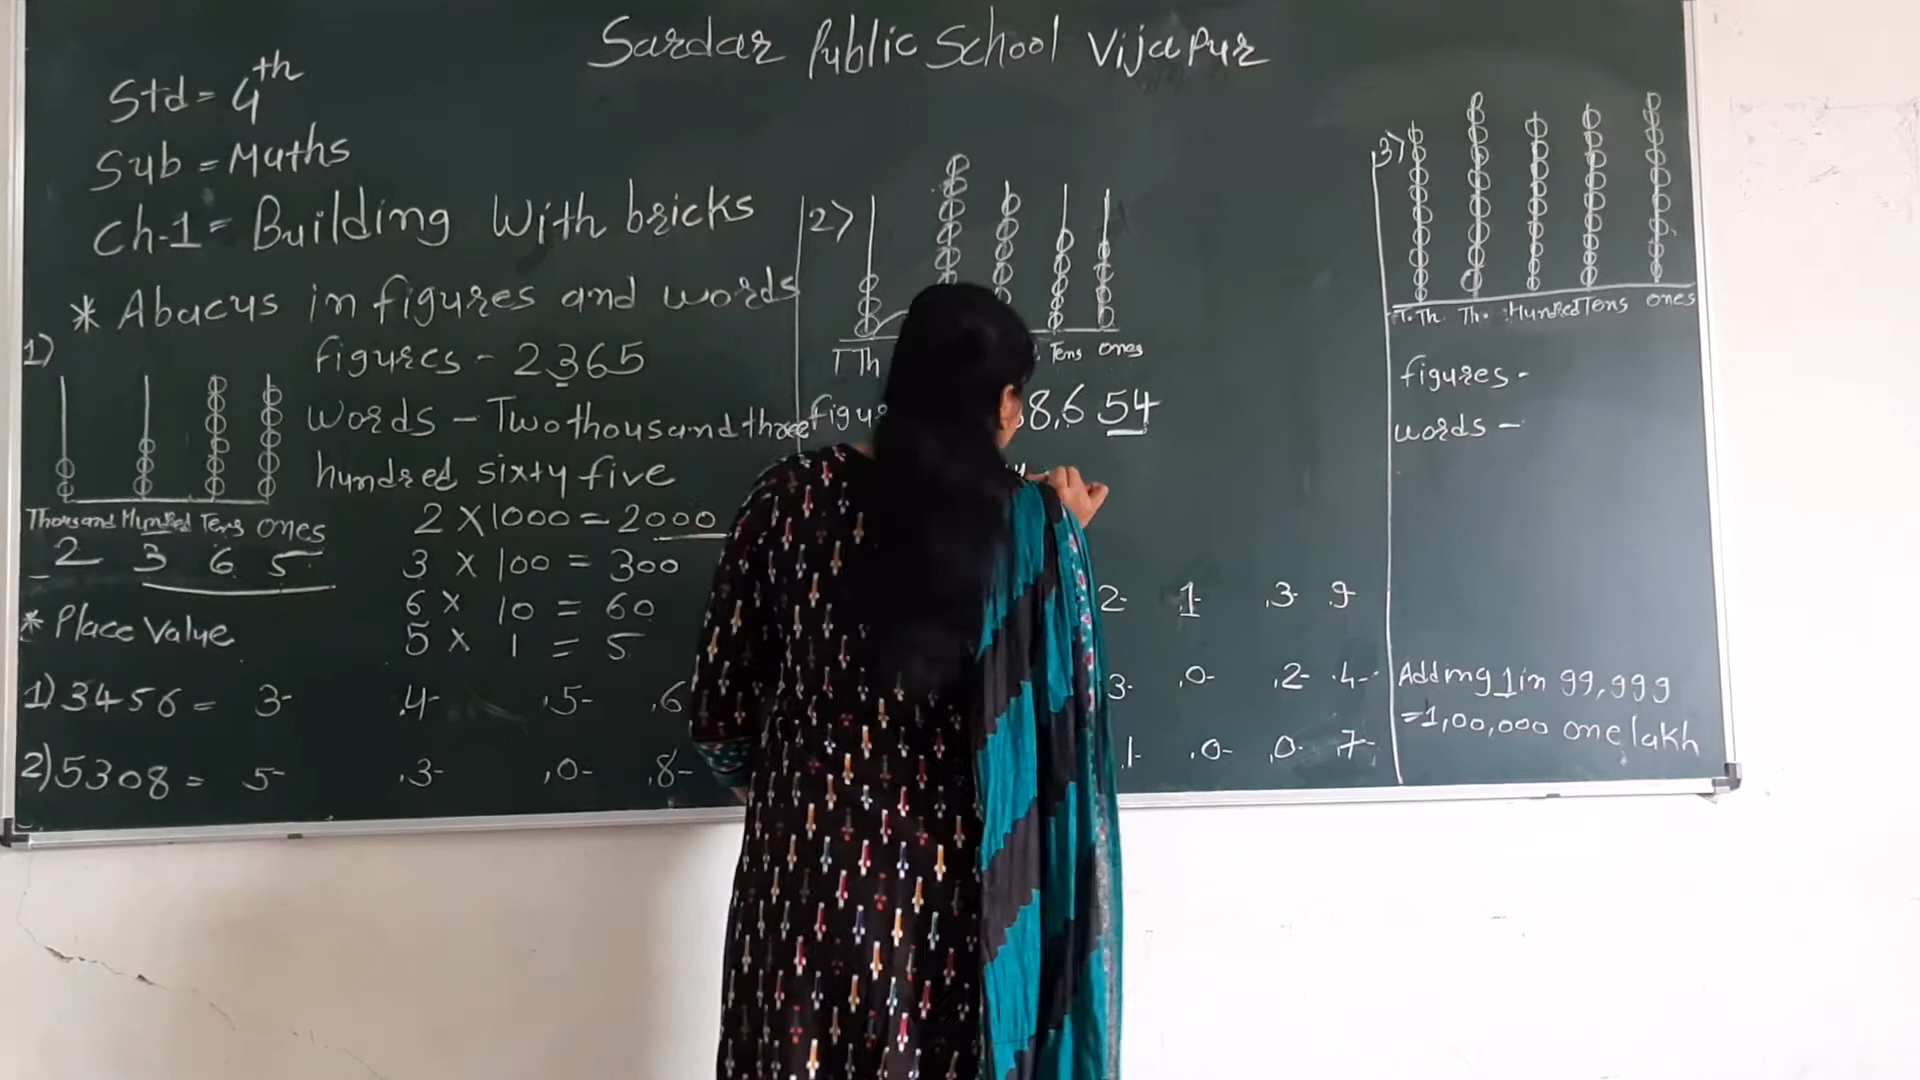 Sardar Public School Vijapur
Std = 4th
Sub = Maths
Ch-1 = Building With bricks
* Abacus in figures and words
1)
figures - 2365
words - Two thousand three
hundred sixty five
Thousand Hundred Tens ones
2 3 6 5
2 X 1000 = 2000
3 X 100 = 300
6 X 10 = 60
5 X 1 = 5
* Place Value
1) 3456 = 3- ,4- ,5- ,6
2) 5308 = 5- ,3- ,0- ,8-
2)
T Th Tens ones
8,654
2- ,1- ,3- ,9-
3- ,0- ,2- ,4-
,1- ,0- ,0- ,7-
3)
T.Th. Th. Hundred Tens ones
figures -
words -
Adding 1 in 99,999
=1,00,000 one lakh